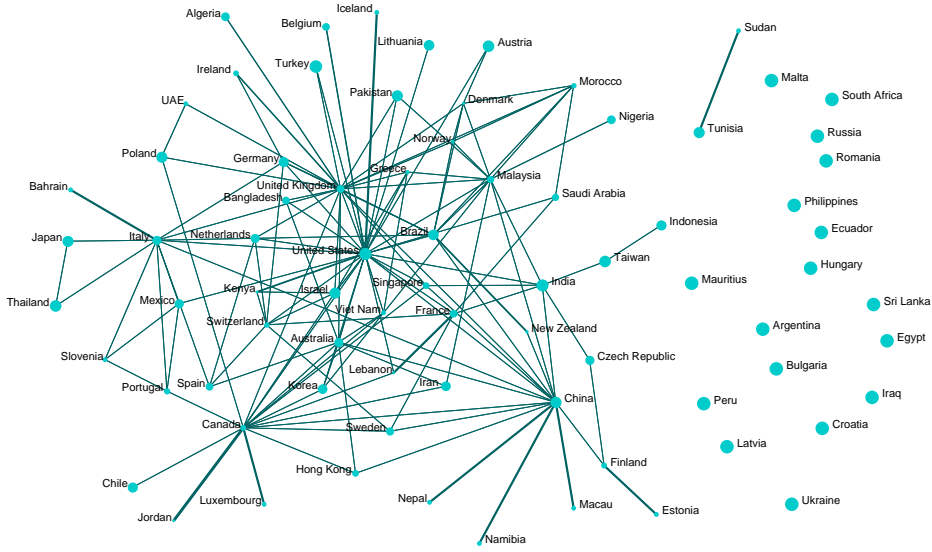 Iceland
Algeria
Belgium
Sudan
Lithuania
Austria
Turkey
Ireland
Malta
Morocco
Pakistan
South Africa
UAE
Denmark
Nigeria
Tunisia
Russia
Norway
Poland
Germany
Romania
Greece
Malaysia
Bahrain
United Kingdom
Bangladesh
Saudi Arabia
Philippines
Indonesia
Japan
Italy
Netherlands
Brazil
Ecuador
United States
Taiwan
Hungary
Mauritius
Kenya
Israel
Singapore
India
Thailand
Mexico
Viet Nam
Sri Lanka
Switzerland
France
New Zealand
Argentina
Egypt
Australia
Slovenia
Czech Republic
Lebanon
Bulgaria
Portugal
Spain
Korea
Iran
China
Peru
Iraq
Canada
Sweden
Croatia
Latvia
Hong Kong
Finland
Chile
Luxembourg
Nepal
Macau
Ukraine
Jordan
Estonia
Namibia